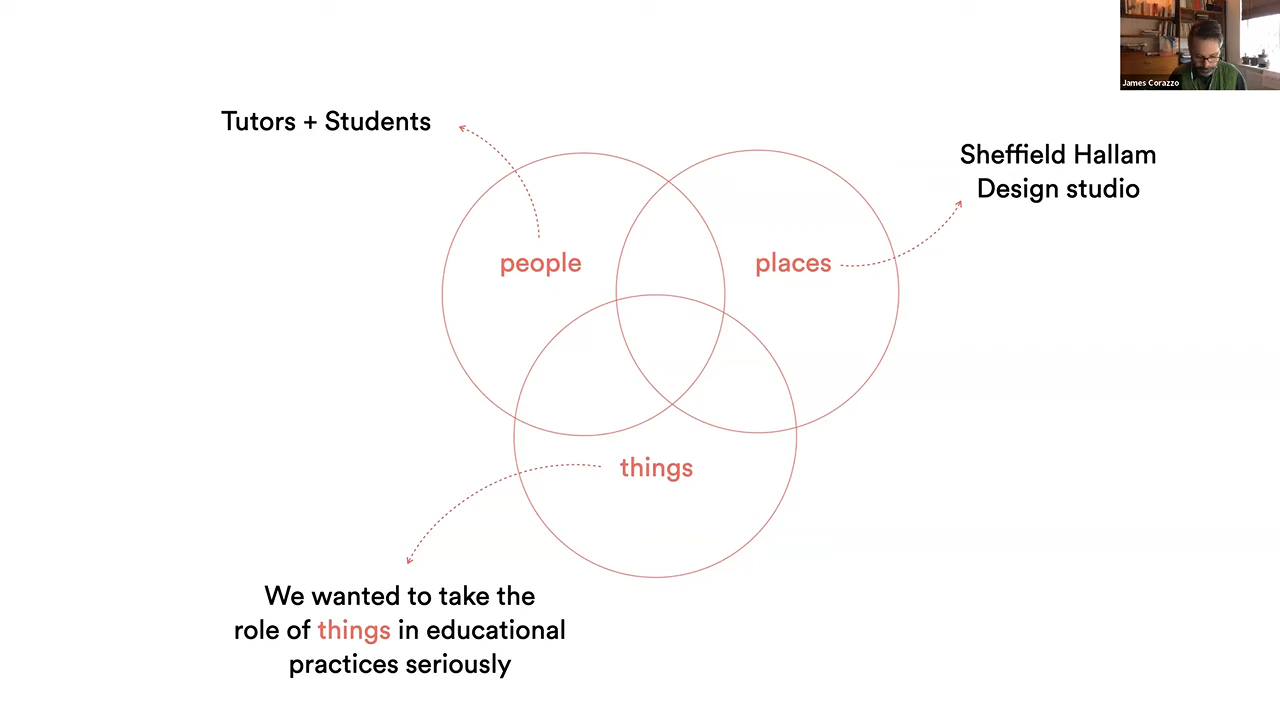 James Corazzo
Tutors + Students
Sheffield Hallam
Design studio
people
places
things
We wanted to take the
role of things in educational
practices seriously